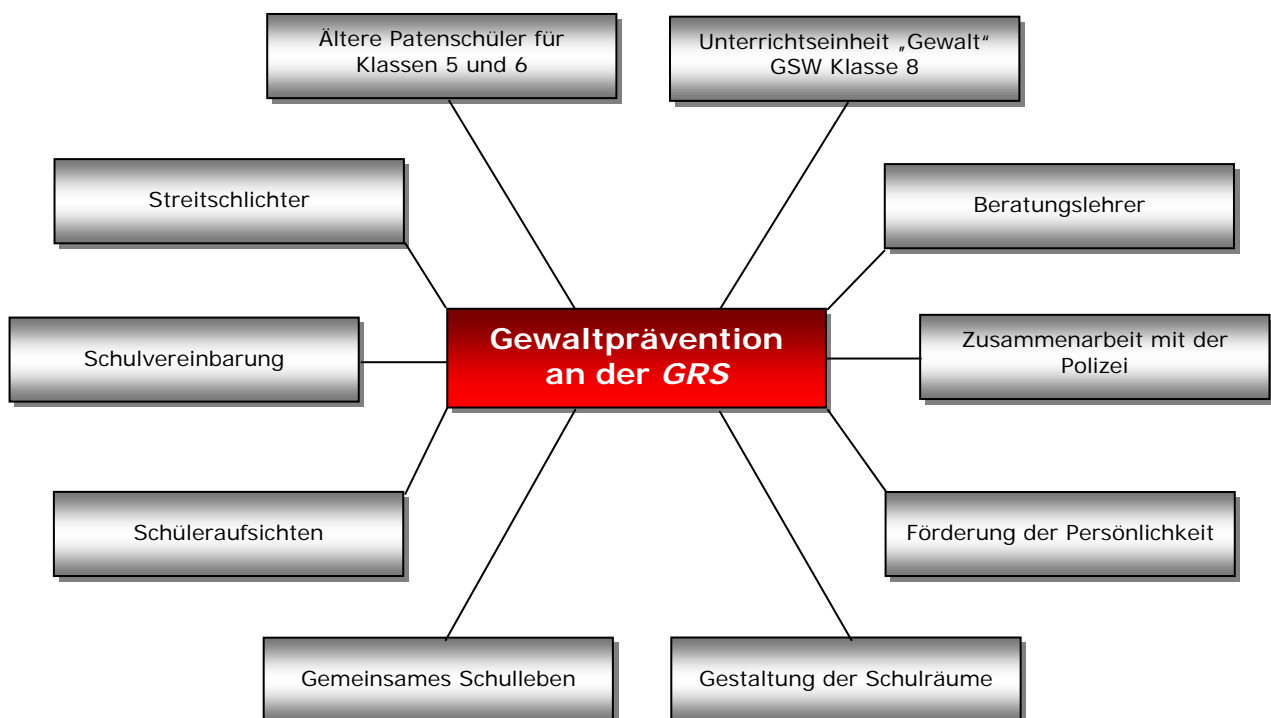 Ältere Patenschüler für
Klassen 5 und 6
Unterrichtseinheit „Gewalt“
GSW Klasse 8
Streitschlichter
Beratungslehrer
Gewaltprävention
an der GRS
Schulvereinbarung
Zusammenarbeit mit der
Polizei
Schüleraufsichten
Förderung der Persönlichkeit
Gemeinsames Schulleben
Gestaltung der Schulräume